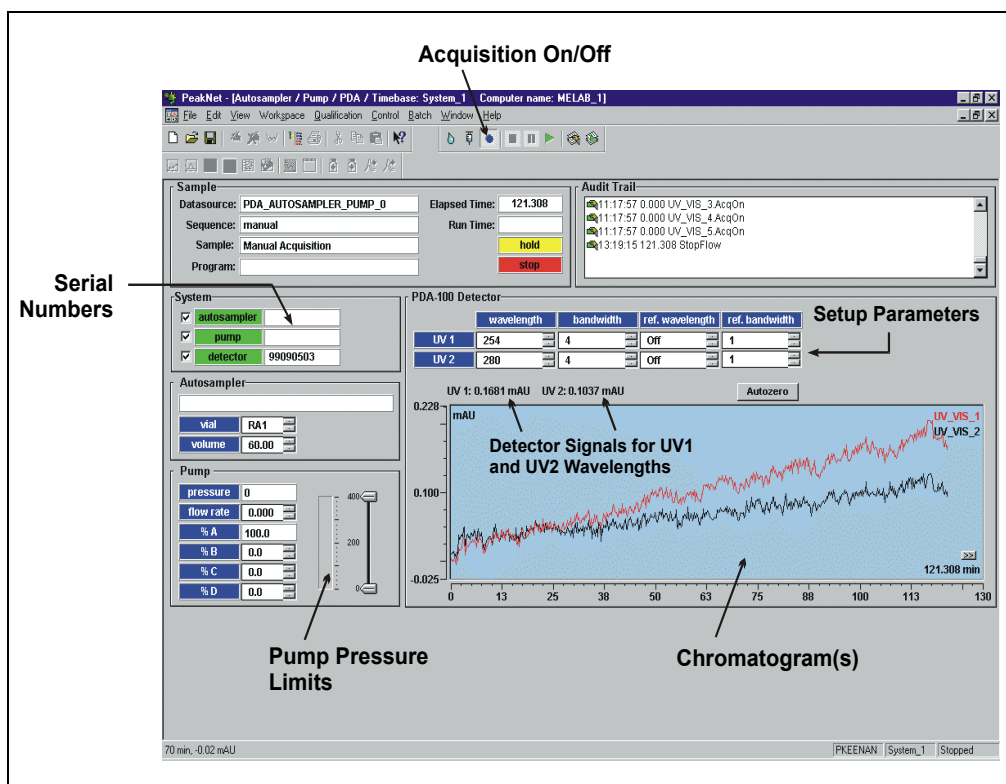 Acquisition On/Off
PeakNet - [Autosampler / Pump / PDA / Timebase: System_1 Computer name: MELAB_1]
File Edit View Workspace Qualification Control Batch Window Help
Sample
Datasource: PDA_AUTOSAMPLER_PUMP_0
Elapsed Time: 121.308
Sequence: manual
Run Time:
Sample: Manual Acquisition
hold
Program:
stop
Audit Trail
11:17:57 0.000 UV_VIS_3.AcqOn
11:17:57 0.000 UV_VIS_4.AcqOn
11:17:57 0.000 UV_VIS_5.AcqOn
13:19:15 121.308 StopFlow
Serial
Numbers
System
autosampler
pump
detector 99090503
Autosampler
vial RA1
volume 60.00
Pump
pressure 0
flow rate 0.000
% A 100.0
% B 0.0
% C 0.0
% D 0.0
400
200
0
Pump Pressure
Limits
PDA-100 Detector
wavelength bandwidth ref. wavelength ref. bandwidth
UV 1 254 4 Off 1
UV 2 280 4 Off 1
Setup Parameters
UV 1: 0.1681 mAU UV 2: 0.1037 mAU
Autozero
0.228
mAU
UV_VIS_1
UV_VIS_2
Detector Signals for UV1
and UV2 Wavelengths
0.100
>>
121.308 min
-0.025
0 13 25 38 50 63 75 88 100 113 130
Chromatogram(s)
70 min, -0.02 mAU
PKEENAN System_1 Stopped